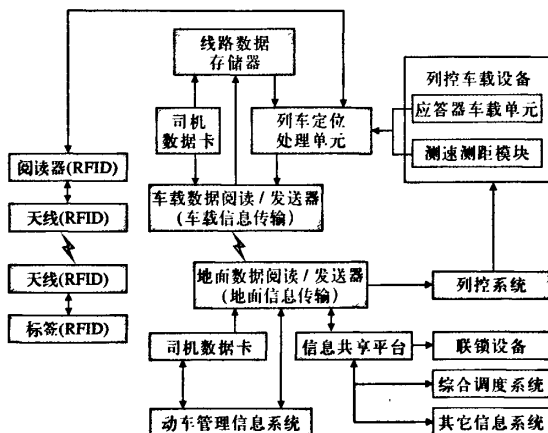 线路数据
存储器
列控车载设备
应答器车载单元
测速测距模块
司机
数据卡
列车定位
处理单元
阅读器(RFID)
天线(RFID)
车载数据阅读/发送器
(车载信息传输)
天线(RFID)
标签(RFID)
地面数据阅读/发送器
(地面信息传输)
列控系统
司机数据卡
信息共享平台
联锁设备
综合调度系统
动车管理信息系统
其它信息系统